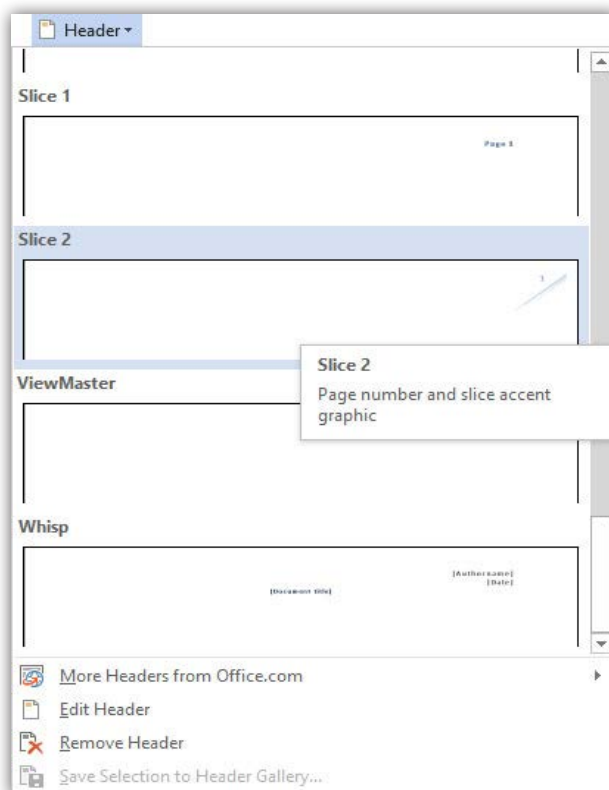 Header
Slice 1
Page 1
Slice 2
1
Slice 2
Page number and slice accent
graphic
ViewMaster
Whisp
[Author name]
[Date]
[Document title]
More Headers from Office.com
Edit Header
Remove Header
Save Selection to Header Gallery...